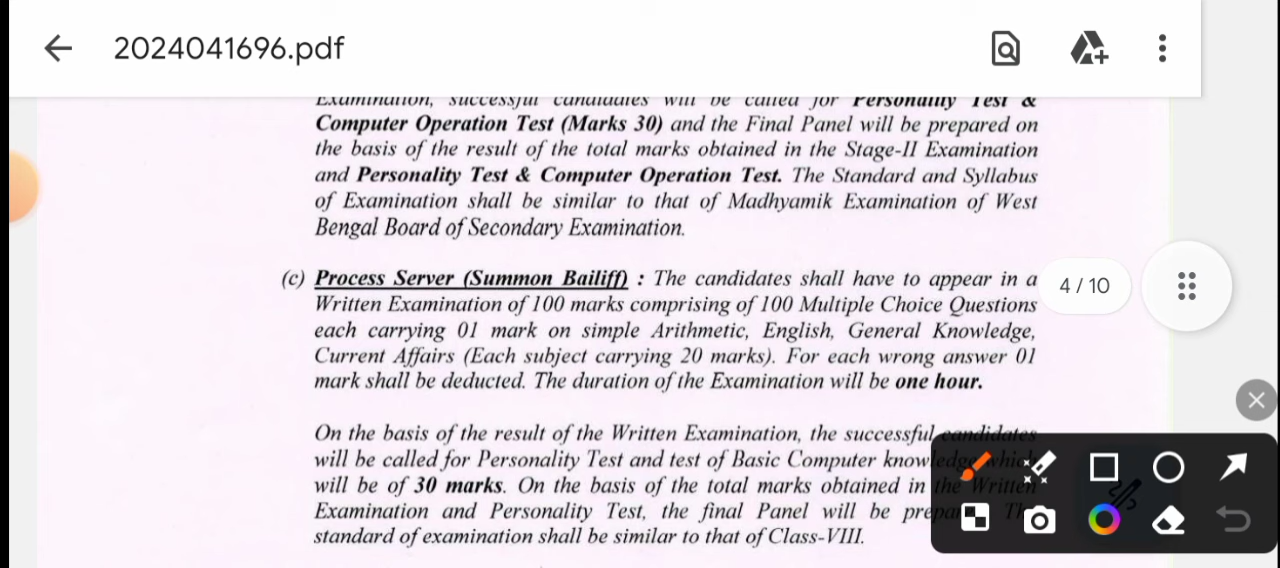 2024041696.pdf
Examination, successful candidates will be called for Personality Test &
Computer Operation Test (Marks 30) and the Final Panel will be prepared on
the basis of the result of the total marks obtained in the Stage-II Examination
and Personality Test & Computer Operation Test. The Standard and Syllabus
of Examination shall be similar to that of Madhyamik Examination of West
Bengal Board of Secondary Examination.
(c) Process Server (Summon Bailiff) : The candidates shall have to appear in a
4 / 10
Written Examination of 100 marks comprising of 100 Multiple Choice Questions
each carrying 01 mark on simple Arithmetic, English, General Knowledge,
Current Affairs (Each subject carrying 20 marks). For each wrong answer 01
mark shall be deducted. The duration of the Examination will be one hour.
On the basis of the result of the Written Examination, the successful candidates
will be called for Personality Test and test of Basic Computer knowledge which
will be of 30 marks. On the basis of the total marks obtained in the Written
Examination and Personality Test, the final Panel will be
standard of examination shall be similar to that of Class-VIII.